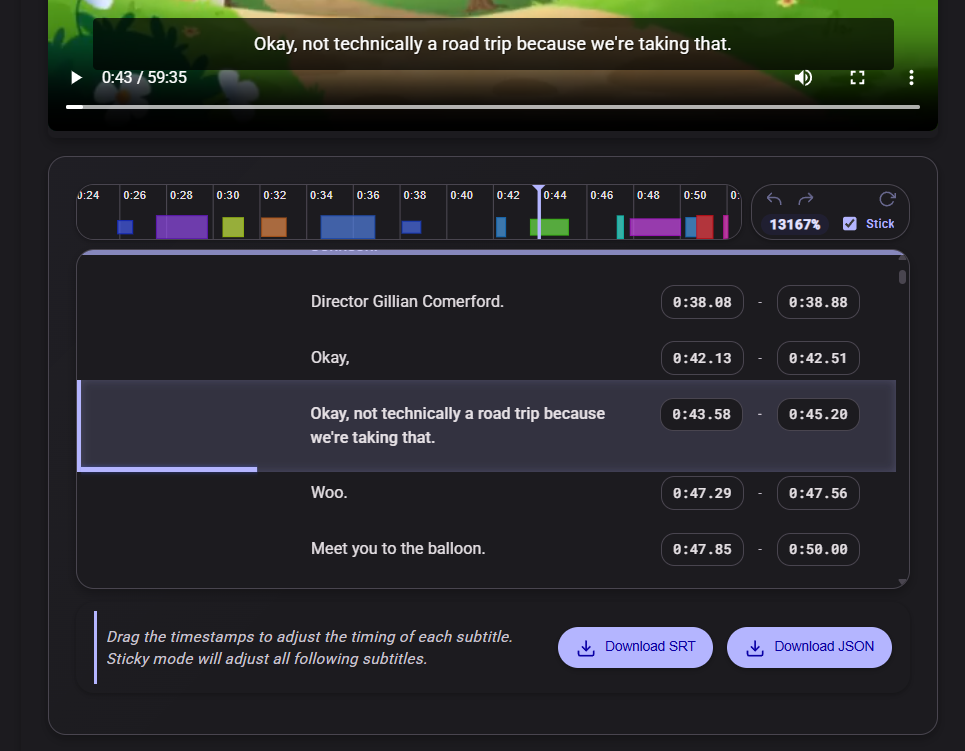 Okay, not technically a road trip because we're taking that.
0:43 / 59:35
0:24 0:26 0:28 0:30 0:32 0:34 0:36 0:38 0:40 0:42 0:44 0:46 0:48 0:50
13167% Stick
Director Gillian Comerford. 0:38.08 - 0:38.88
Okay, 0:42.13 - 0:42.51
Okay, not technically a road trip because 0:43.58 - 0:45.20
we're taking that.
Woo. 0:47.29 - 0:47.56
Meet you to the balloon. 0:47.85 - 0:50.00
Drag the timestamps to adjust the timing of each subtitle.
Sticky mode will adjust all following subtitles.
Download SRT Download JSON